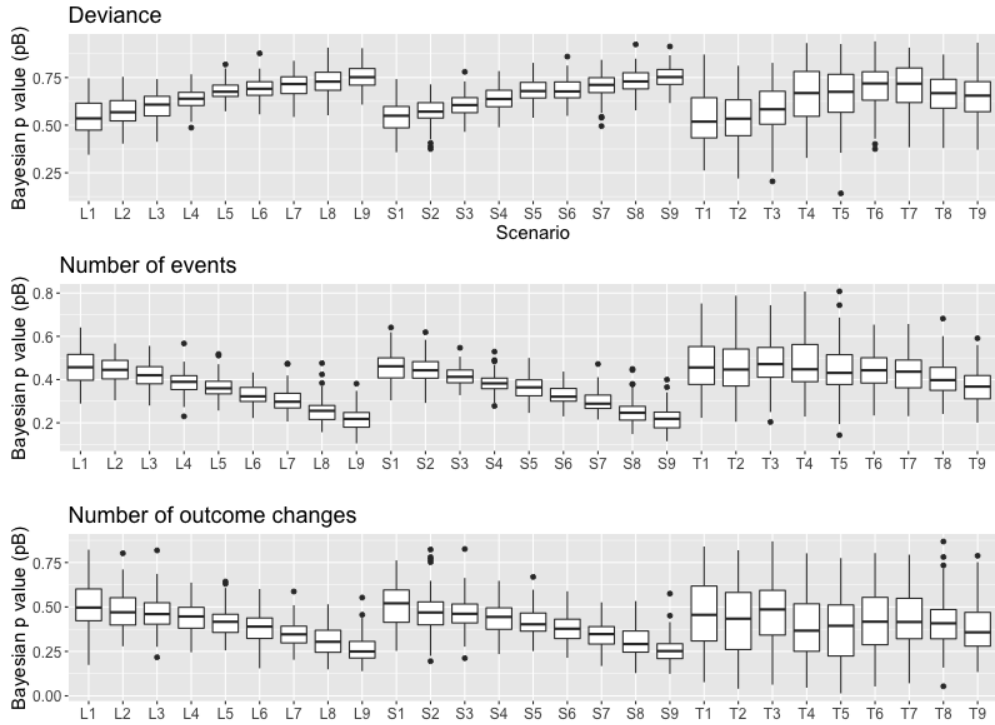 Deviance
Bayesian p value (pB)
0.75
0.50
0.25
L1 L2 L3 L4 L5 L6 L7 L8 L9 S1 S2 S3 S4 S5 S6 S7 S8 S9 T1 T2 T3 T4 T5 T6 T7 T8 T9
Scenario
Number of events
Bayesian p value (pB)
0.8
0.6
0.4
0.2
L1 L2 L3 L4 L5 L6 L7 L8 L9 S1 S2 S3 S4 S5 S6 S7 S8 S9 T1 T2 T3 T4 T5 T6 T7 T8 T9
Number of outcome changes
Bayesian p value (pB)
0.75
0.50
0.25
0.00
L1 L2 L3 L4 L5 L6 L7 L8 L9 S1 S2 S3 S4 S5 S6 S7 S8 S9 T1 T2 T3 T4 T5 T6 T7 T8 T9